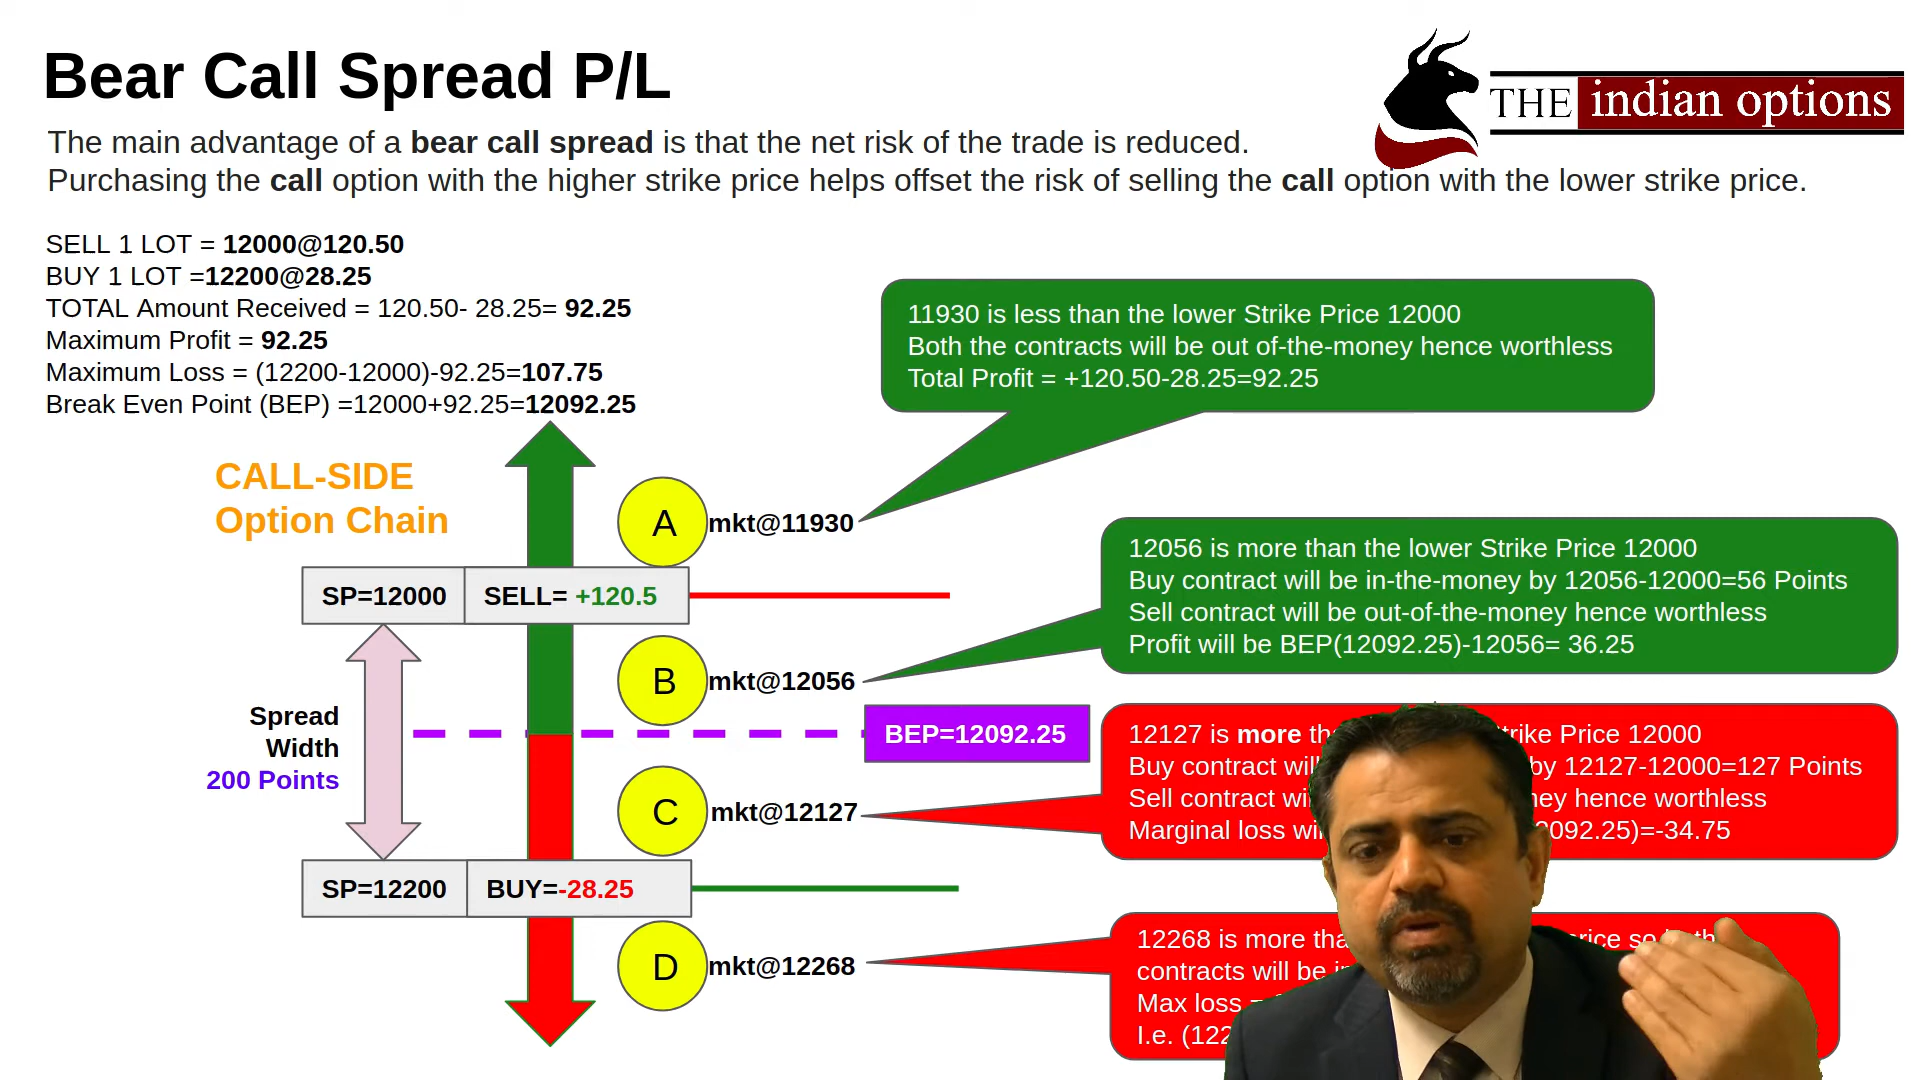 Bear Call Spread P/L
THE indian options
The main advantage of a bear call spread is that the net risk of the trade is reduced.
Purchasing the call option with the higher strike price helps offset the risk of selling the call option with the lower strike price.
SELL 1 LOT = 12000@120.50
BUY 1 LOT =12200@28.25
TOTAL Amount Received = 120.50- 28.25= 92.25
Maximum Profit = 92.25
Maximum Loss = (12200-12000)-92.25=107.75
Break Even Point (BEP) =12000+92.25=12092.25
11930 is less than the lower Strike Price 12000
Both the contracts will be out of-the-money hence worthless
Total Profit = +120.50-28.25=92.25
CALL-SIDE
Option Chain
A
mkt@11930
12056 is more than the lower Strike Price 12000
Buy contract will be in-the-money by 12056-12000=56 Points
Sell contract will be out-of-the-money hence worthless
Profit will be BEP(12092.25)-12056= 36.25
SP=12000 SELL= +120.5
B
mkt@12056
Spread
Width
200 Points
BEP=12092.25
12127 is more Price 12000
Buy contract by 12127-12000=127 Points
Sell contract hence worthless
Marginal loss =-34.75
C
mkt@12127
SP=12200 BUY=-28.25
D
mkt@12268
12268 is more
contracts will be
Max loss
I.e.